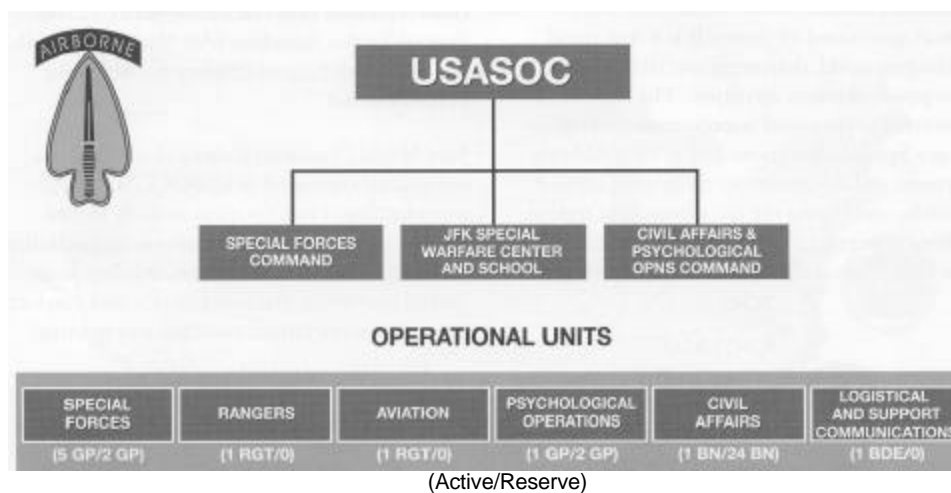 AIRBORNE
USASOC
SPECIAL FORCES
COMMAND
JFK SPECIAL
WARFARE CENTER
AND SCHOOL
CIVIL AFFAIRS &
PSYCHOLOGICAL
OPNS COMMAND
OPERATIONAL UNITS
SPECIAL
FORCES
(5 GP/2 GP)
RANGERS
(1 RGT/0)
AVIATION
(1 RGT/0)
PSYCHOLOGICAL
OPERATIONS
(1 GP/2 GP)
CIVIL
AFFAIRS
(1 BN/24 BN)
LOGISTICAL
AND SUPPORT
COMMUNICATIONS
(1 BDE/0)
(Active/Reserve)